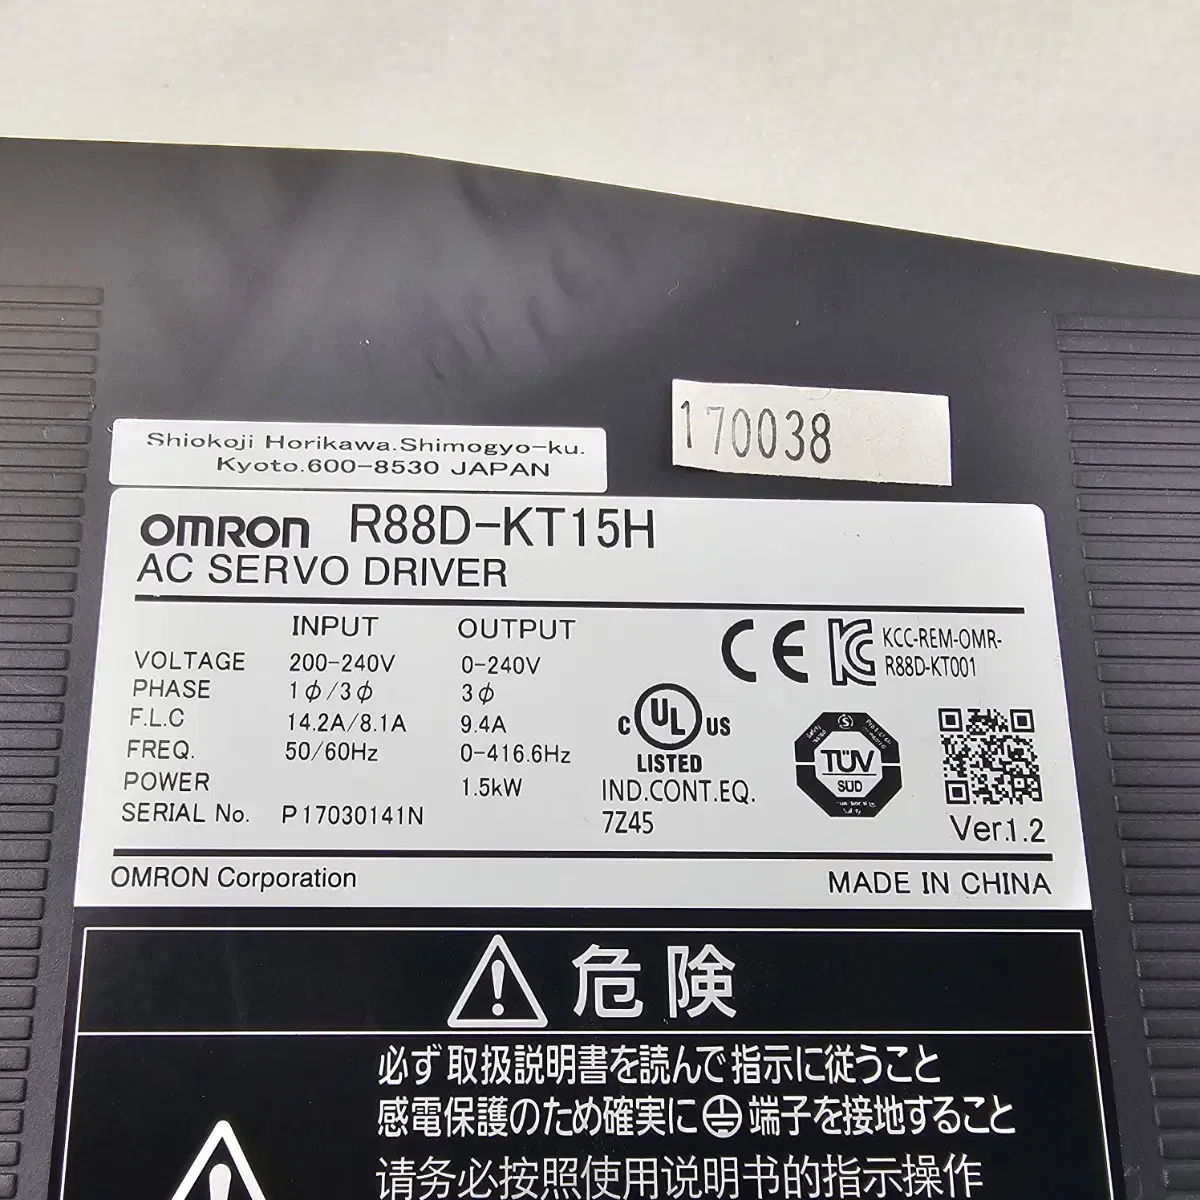 170038
Shiokoji Horikawa.Shimogyo-ku.
Kyoto.600-8530 JAPAN
OMRON R88D-KT15H
AC SERVO DRIVER
INPUT OUTPUT
VOLTAGE 200-240V 0-240V
PHASE 1φ/3φ 3φ
F.L.C 14.2A/8.1A 9.4A
FREQ. 50/60Hz 0-416.6Hz
POWER 1.5kW
SERIAL No. P17030141N
CE KC KCC-REM-OMR-
R88D-KT001
c UL US
LISTED
IND.CONT.EQ.
7Z45
TÜV
SÜD
Ver.1.2
OMRON Corporation MADE IN CHINA
危険
必ず取扱説明書を読んで指示に従うこと
感電保護のため確実に端子を接地すること
请务必按照使用说明书的指示操作